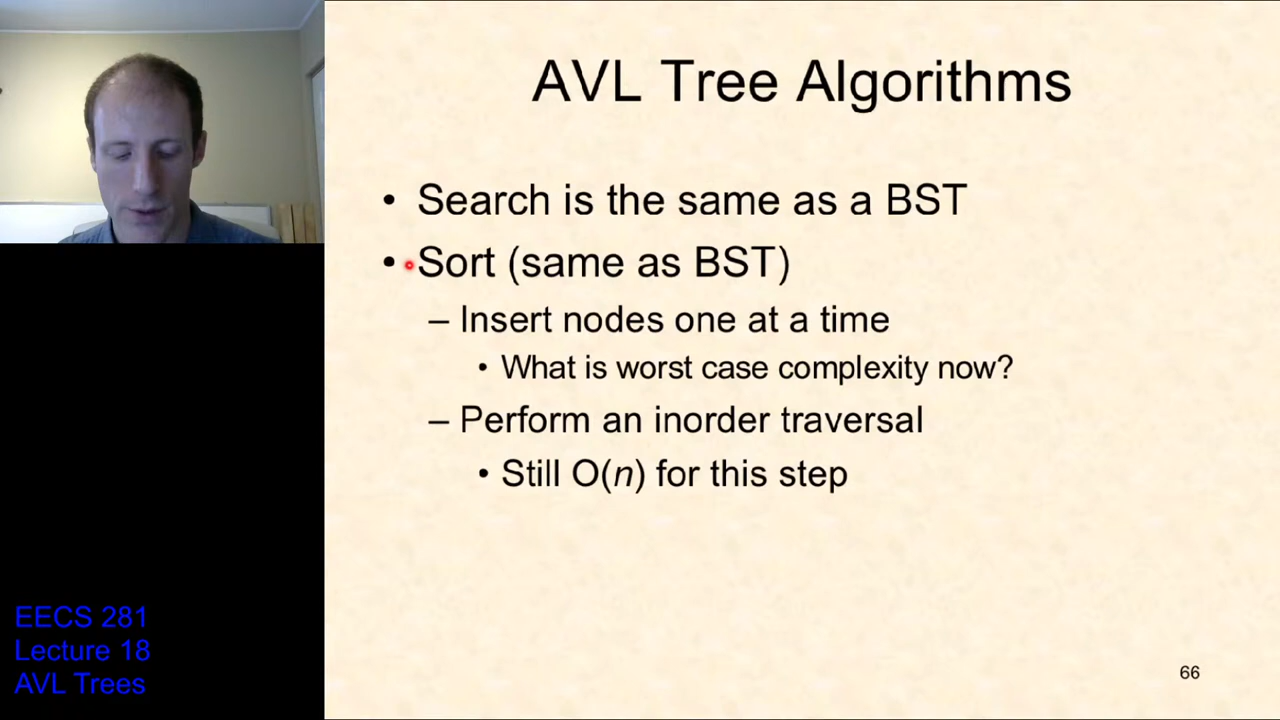 AVL Tree Algorithms
• Search is the same as a BST
• Sort (same as BST)
– Insert nodes one at a time
• What is worst case complexity now?
– Perform an inorder traversal
• Still O(n) for this step
EECS 281
Lecture 18
AVL Trees
66